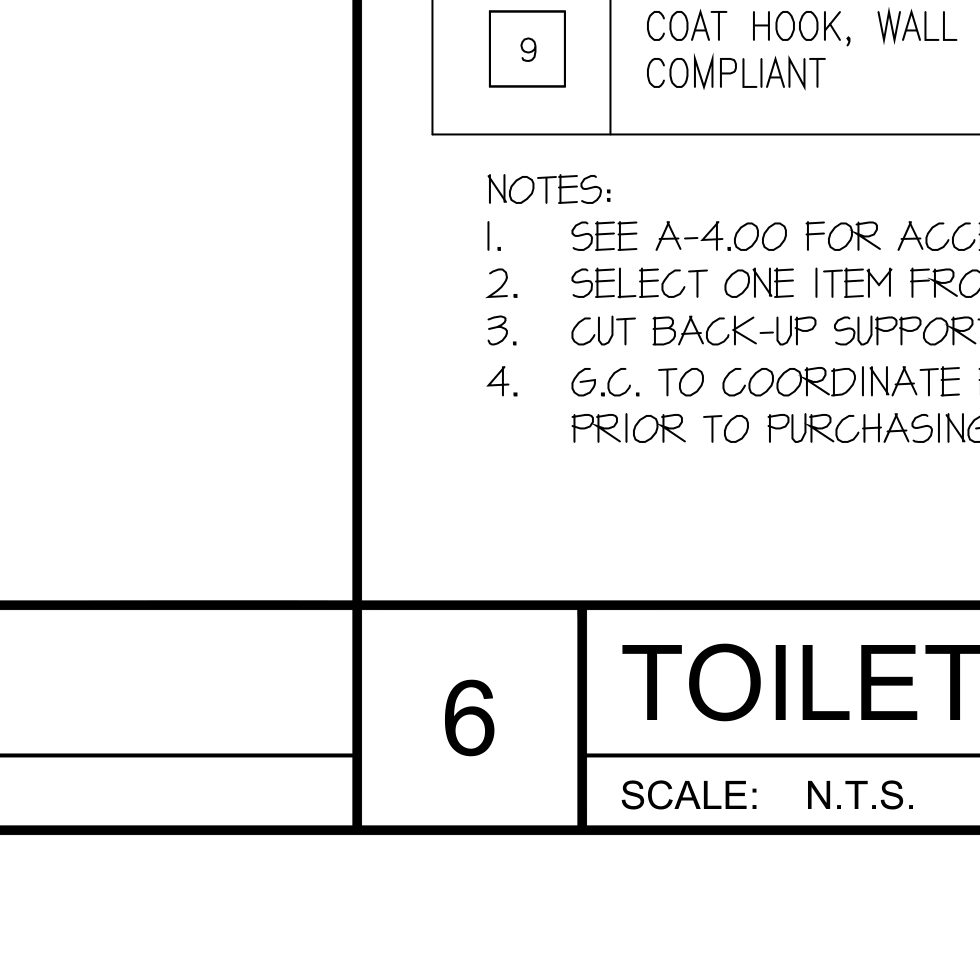 9
COAT HOOK, WALL
COMPLIANT
NOTES:
1. SEE A-4.00 FOR
2. SELECT ONE ITEM
3. CUT BACK-UP
4. G.C. TO COORDINATE
PRIOR TO PURCHASING
6
TOILET
SCALE: N.T.S.